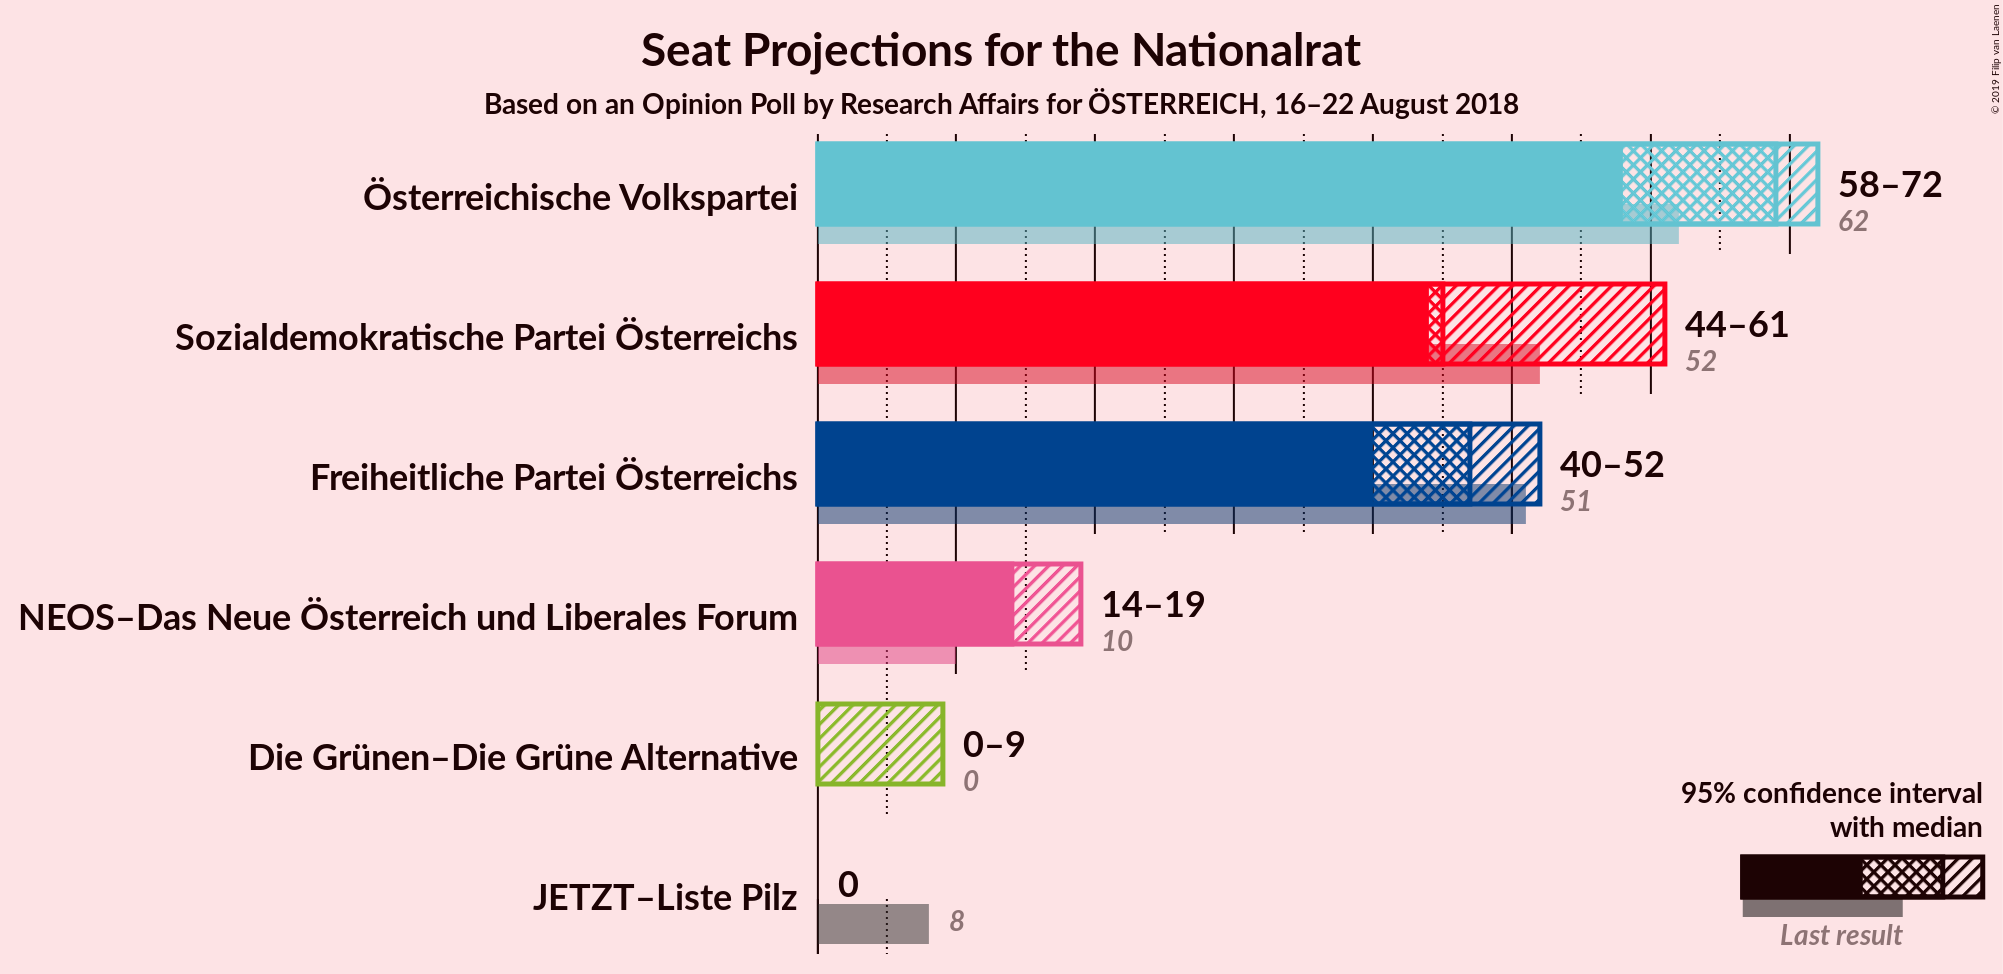 Seat Projections for the Nationalrat
Based on an Opinion Poll by Research Affairs for ÖSTERREICH, 16–22 August 2018
© 2019 Filip van Laenen
Österreichische Volkspartei
58–72
62
Sozialdemokratische Partei Österreichs
44–61
52
Freiheitliche Partei Österreichs
40–52
51
NEOS–Das Neue Österreich und Liberales Forum
14–19
10
Die Grünen–Die Grüne Alternative
0–9
0
JETZT–Liste Pilz
0
8
95% confidence interval
with median
Last result